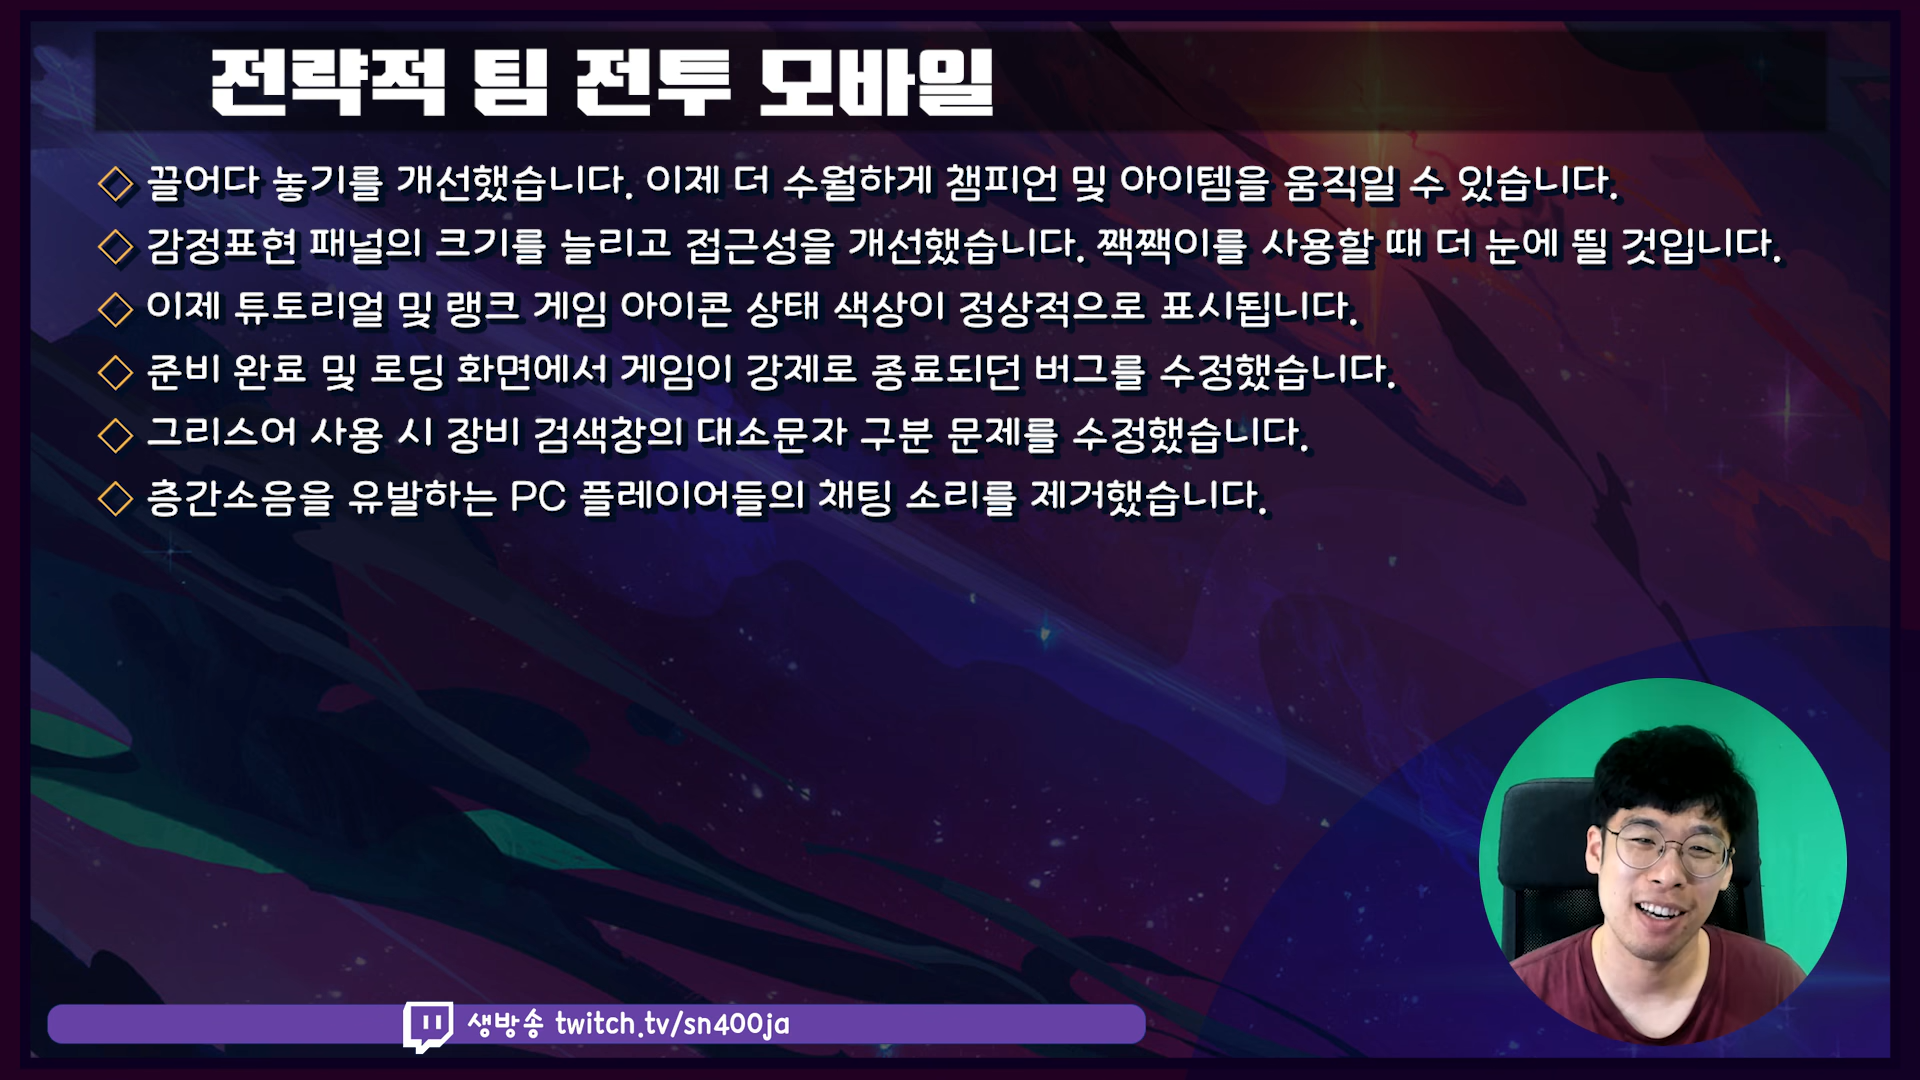 전략적 팀 전투 모바일
끌어다 놓기를 개선했습니다. 이제 더 수월하게 챔피언 및 아이템을 움직일 수 있습니다.
감정표현 패널의 크기를 늘리고 접근성을 개선했습니다. 짹짹이를 사용할 때 더 눈에 띌 것입니다.
이제 튜토리얼 및 랭크 게임 아이콘 상태 색상이 정상적으로 표시됩니다.
준비 완료 및 로딩 화면에서 게임이 강제로 종료되던 버그를 수정했습니다.
그리스어 사용 시 장비 검색창의 대소문자 구분 문제를 수정했습니다.
층간소음을 유발하는 PC 플레이어들의 채팅 소리를 제거했습니다.
생방송 twitch.tv/sn400ja